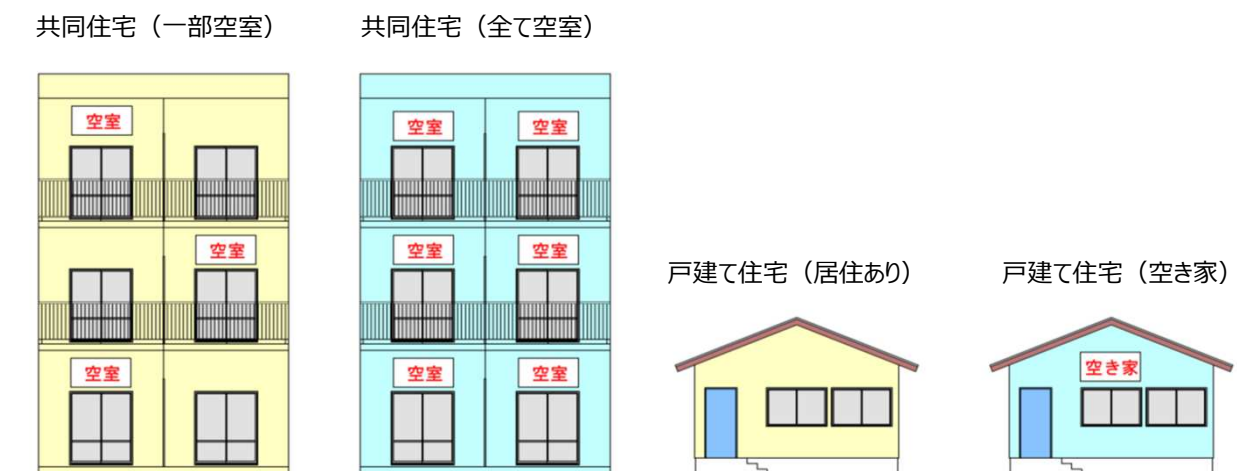 共同住宅（一部空室）
共同住宅（全て空室）
空室
空室
空室
空室
空室
空室
空室
空室
空室
戸建て住宅（居住あり）
戸建て住宅（空き家）
空き家